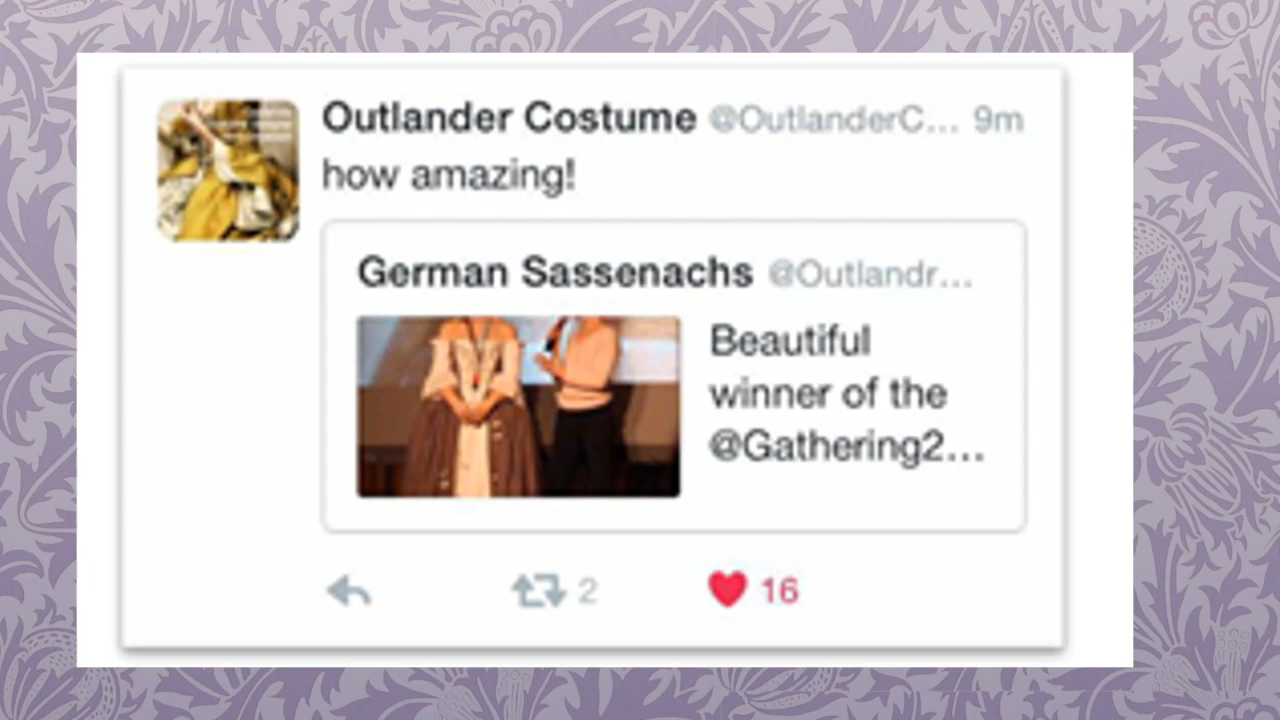 Outlander Costume @OutlanderC... 9m
how amazing!
German Sassenachs @Outlandr...
Beautiful
winner of the
@Gathering2...
2
16